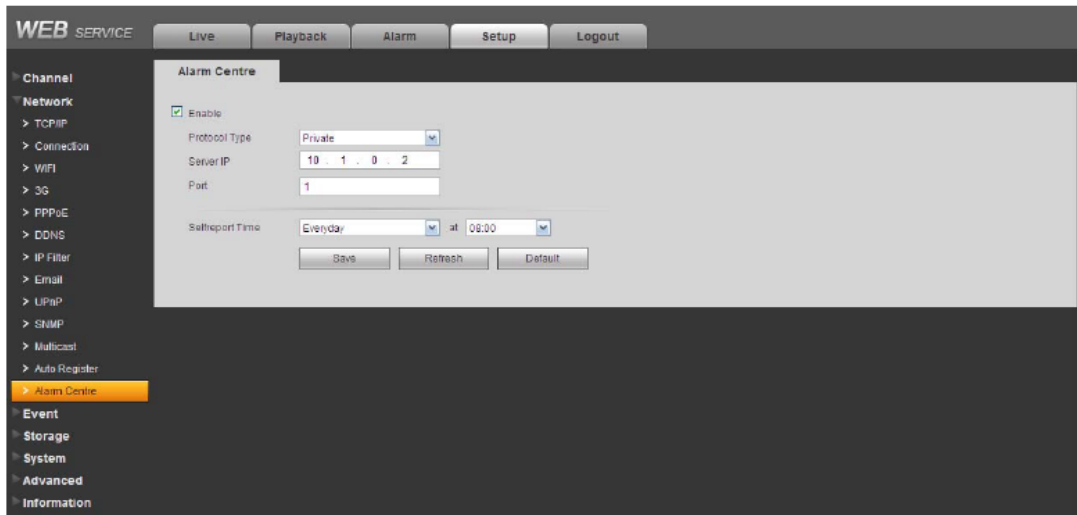 WEB SERVICE
Live Playback Alarm Setup Logout
Channel
Network
> TCP/IP
> Connection
> WIFI
> 3G
> PPPoE
> DDNS
> IP Filter
> Email
> UPnP
> SNMP
> Multicast
> Auto Register
> Alarm Centre
Event
Storage
System
Advanced
Information
Alarm Centre
Enable
Protocol Type Private
Server IP 10 . 1 . 0 . 2
Port 1
Selfreport Time Everyday at 08:00
Save Refresh Default